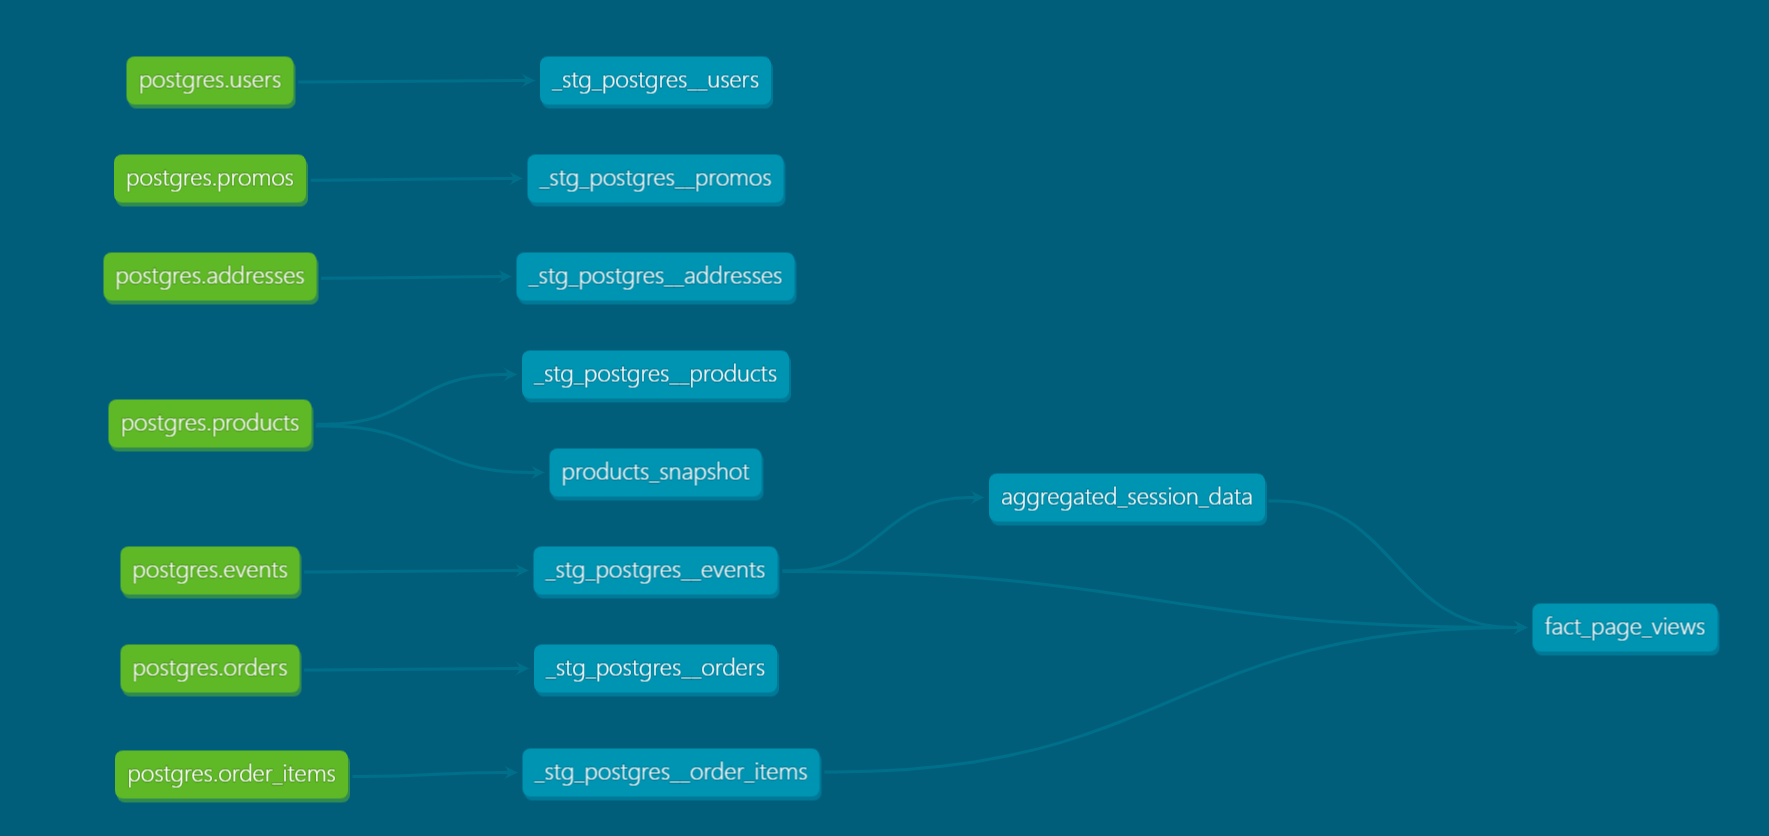 postgres.users
_stg_postgres__users
postgres.promos
_stg_postgres__promos
postgres.addresses
_stg_postgres__addresses
_stg_postgres__products
postgres.products
products_snapshot
aggregated_session_data
postgres.events
_stg_postgres__events
fact_page_views
postgres.orders
_stg_postgres__orders
postgres.order_items
_stg_postgres__order_items